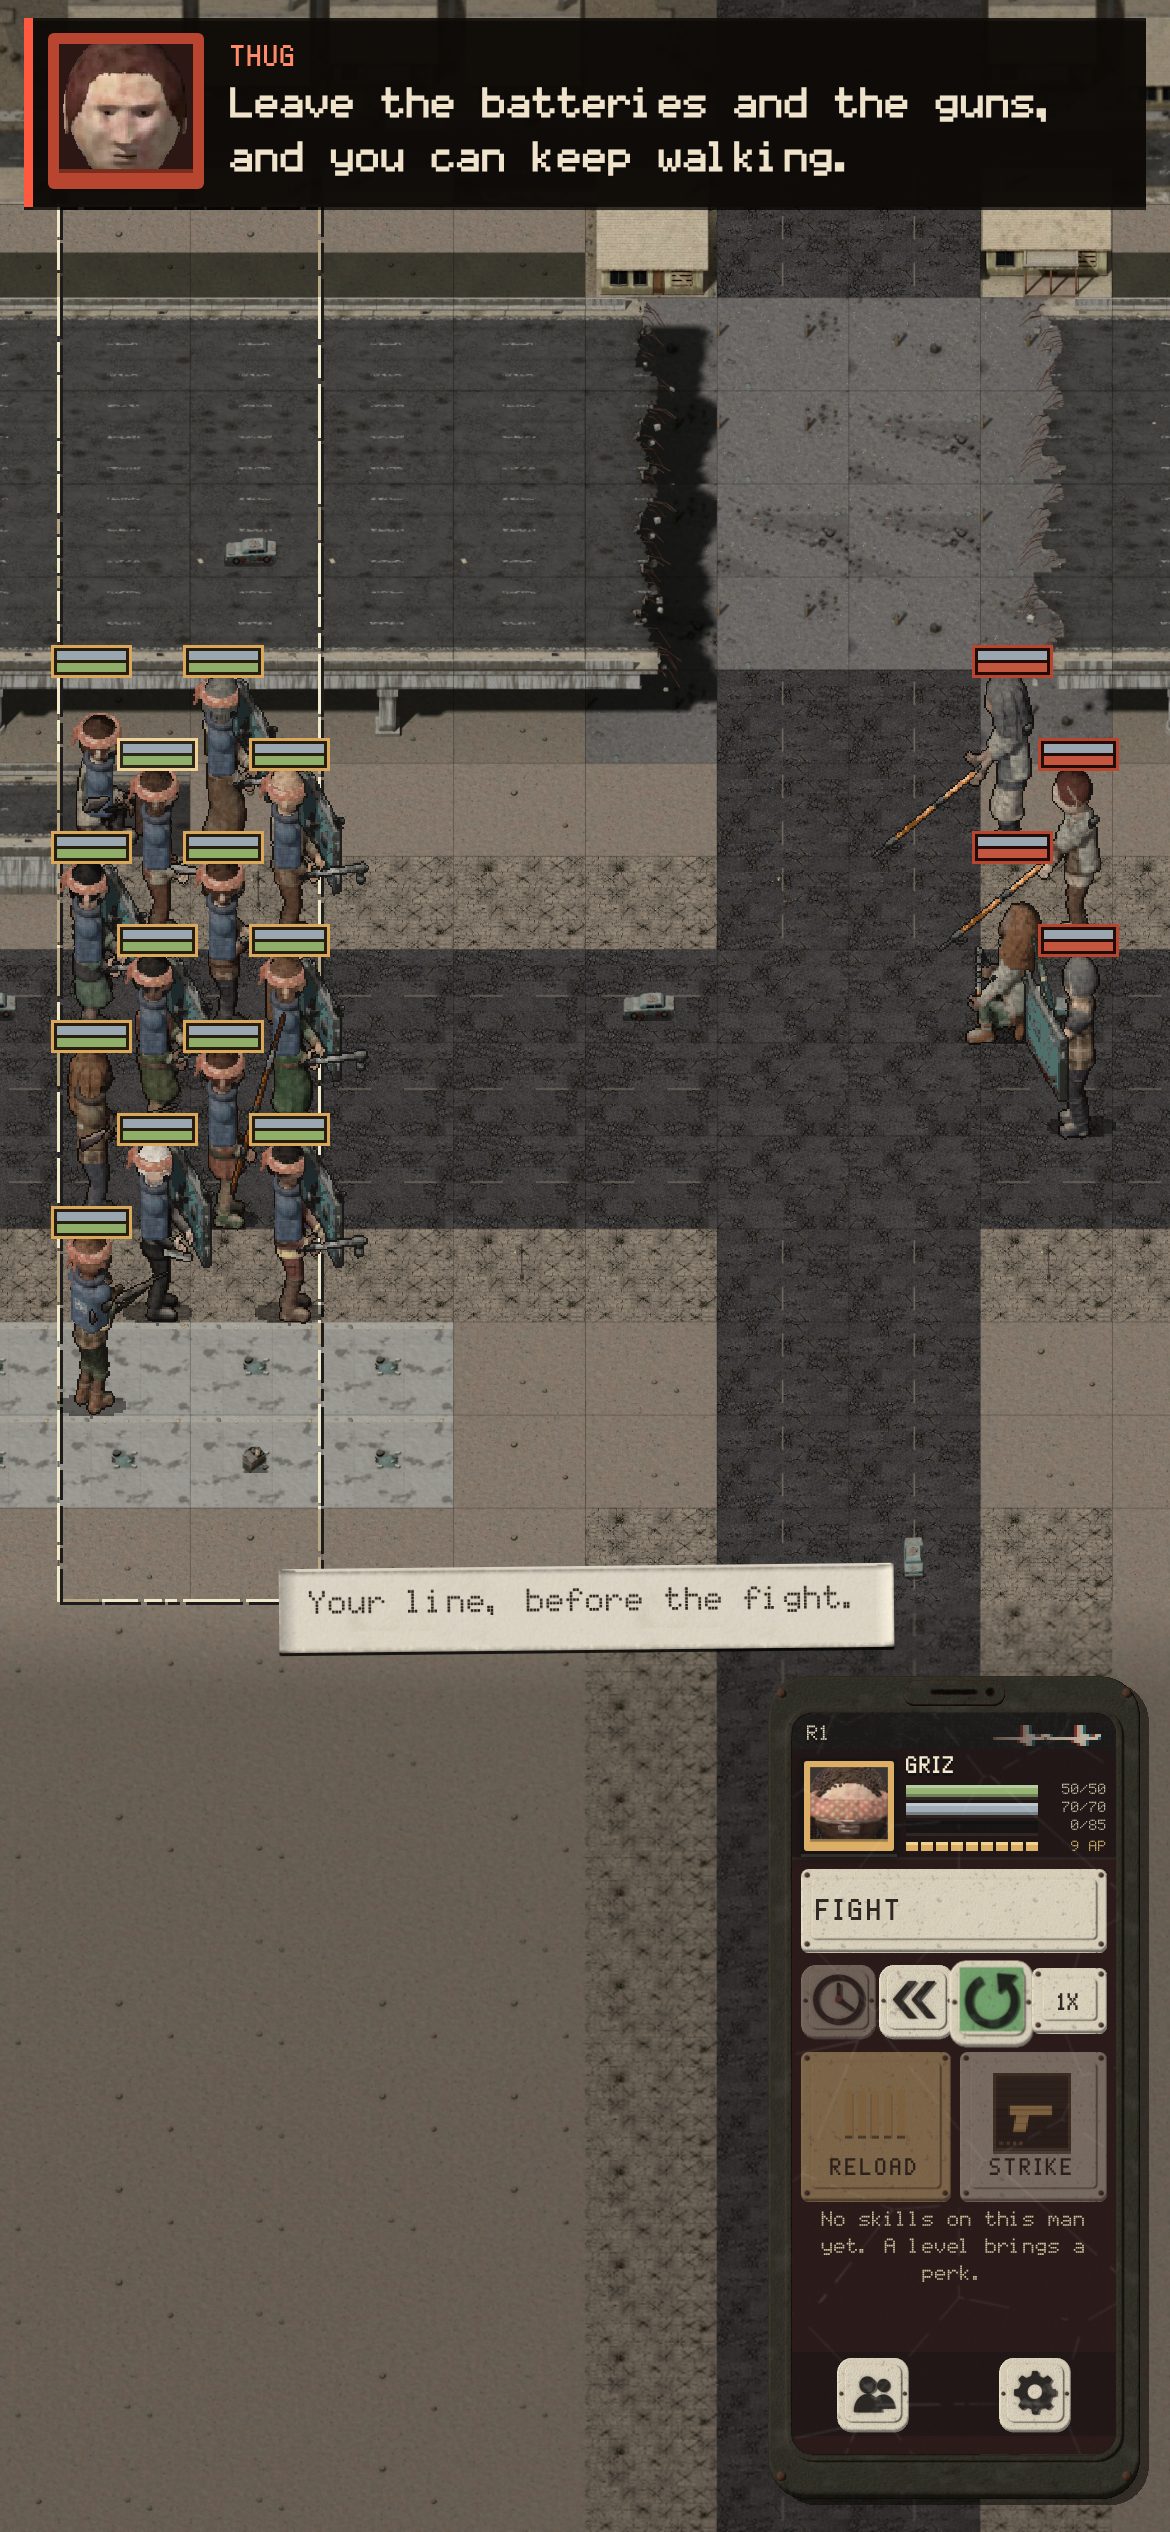 THUG
Leave the batteries and the guns,
and you can keep walking.
Your line, before the fight.
R1
GRIZ
50/50
70/70
0/85
9 AP
FIGHT
1X
RELOAD
STRIKE
No skills on this man
yet. A level brings a
perk.